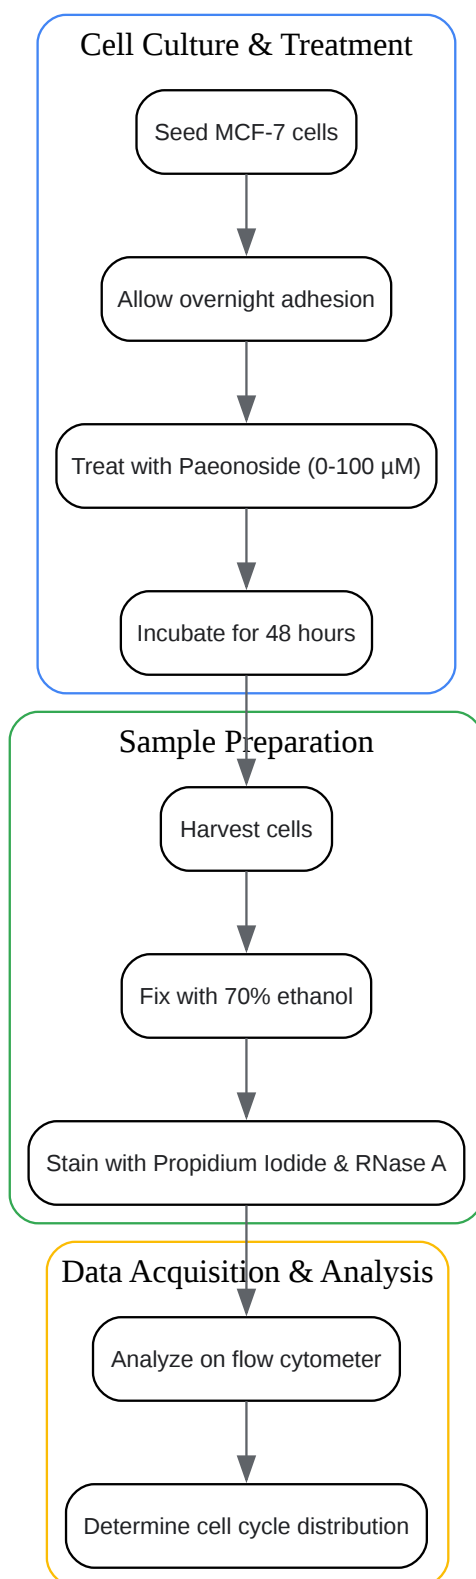 Cell Culture & Treatment
Seed MCF-7 cells
Allow overnight adhesion
Treat with Paeonoside (0-100 µM)
Incubate for 48 hours
Sample Preparation
Harvest cells
Fix with 70% ethanol
Stain with Propidium Iodide & RNase A
Data Acquisition & Analysis
Analyze on flow cytometer
Determine cell cycle distribution